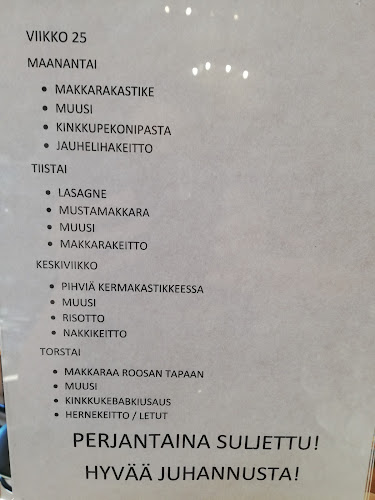 VIIKKO 25
MAANANTAI
• MAKKARAKASTIKE
• MUUSI
• KINKKUPEKONIPASTA
• JAUHELIHAKEITTO
TIISTAI
• LASAGNE
• MUSTAMAKKARA
• MUUSI
• MAKKARAKEITTO
KESKIVIIKKO
• PIHVIÄ KERMAKASTIKKEESSA
• MUUSI
• RISOTTO
• NAKKIKEITTO
TORSTAI
• MAKKARAA ROOSAN TAPAAN
• MUUSI
• KINKKUKEBABKIUSAUS
• HERNEKEITTO / LETUT
PERJANTAINA SULJETTU!
HYVÄÄ JUHANNUSTA!